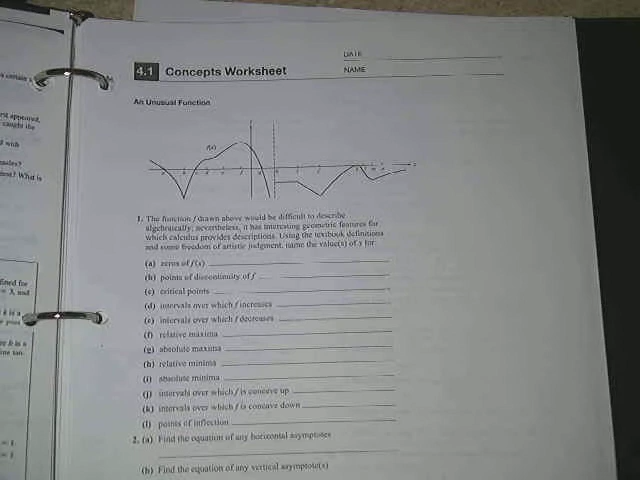 DATE
4.1 Concepts Worksheet
NAME
An Unusual Function
f(x)
1. The function f drawn above would be difficult to describe
algebraically; nevertheless, it has interesting geometric features for
which calculus provides descriptions. Using the textbook definitions
and some freedom of artistic judgment, name the value(s) of x for:
(a) zeros of f(x)
(b) points of discontinuity of f
(c) critical points
(d) intervals over which f increases
(e) intervals over which f decreases
(f) relative maxima
(g) absolute maxima
(h) relative minima
(i) absolute minima
(j) intervals over which f is concave up
(k) intervals over which f is concave down
(l) points of inflection
2. (a) Find the equation of any horizontal asymptotes
(b) Find the equation of any vertical asymptote(s)